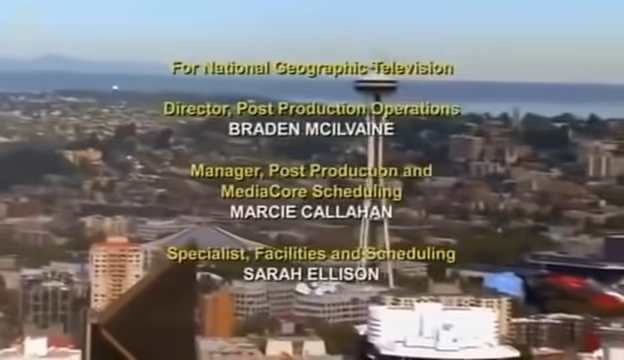 For National Geographic Television
Director, Post Production Operations
BRADEN MCILVAINE
Manager, Post Production and
MediaCore Scheduling
MARCIE CALLAHAN
Specialist, Facilities and Scheduling
SARAH ELLISON